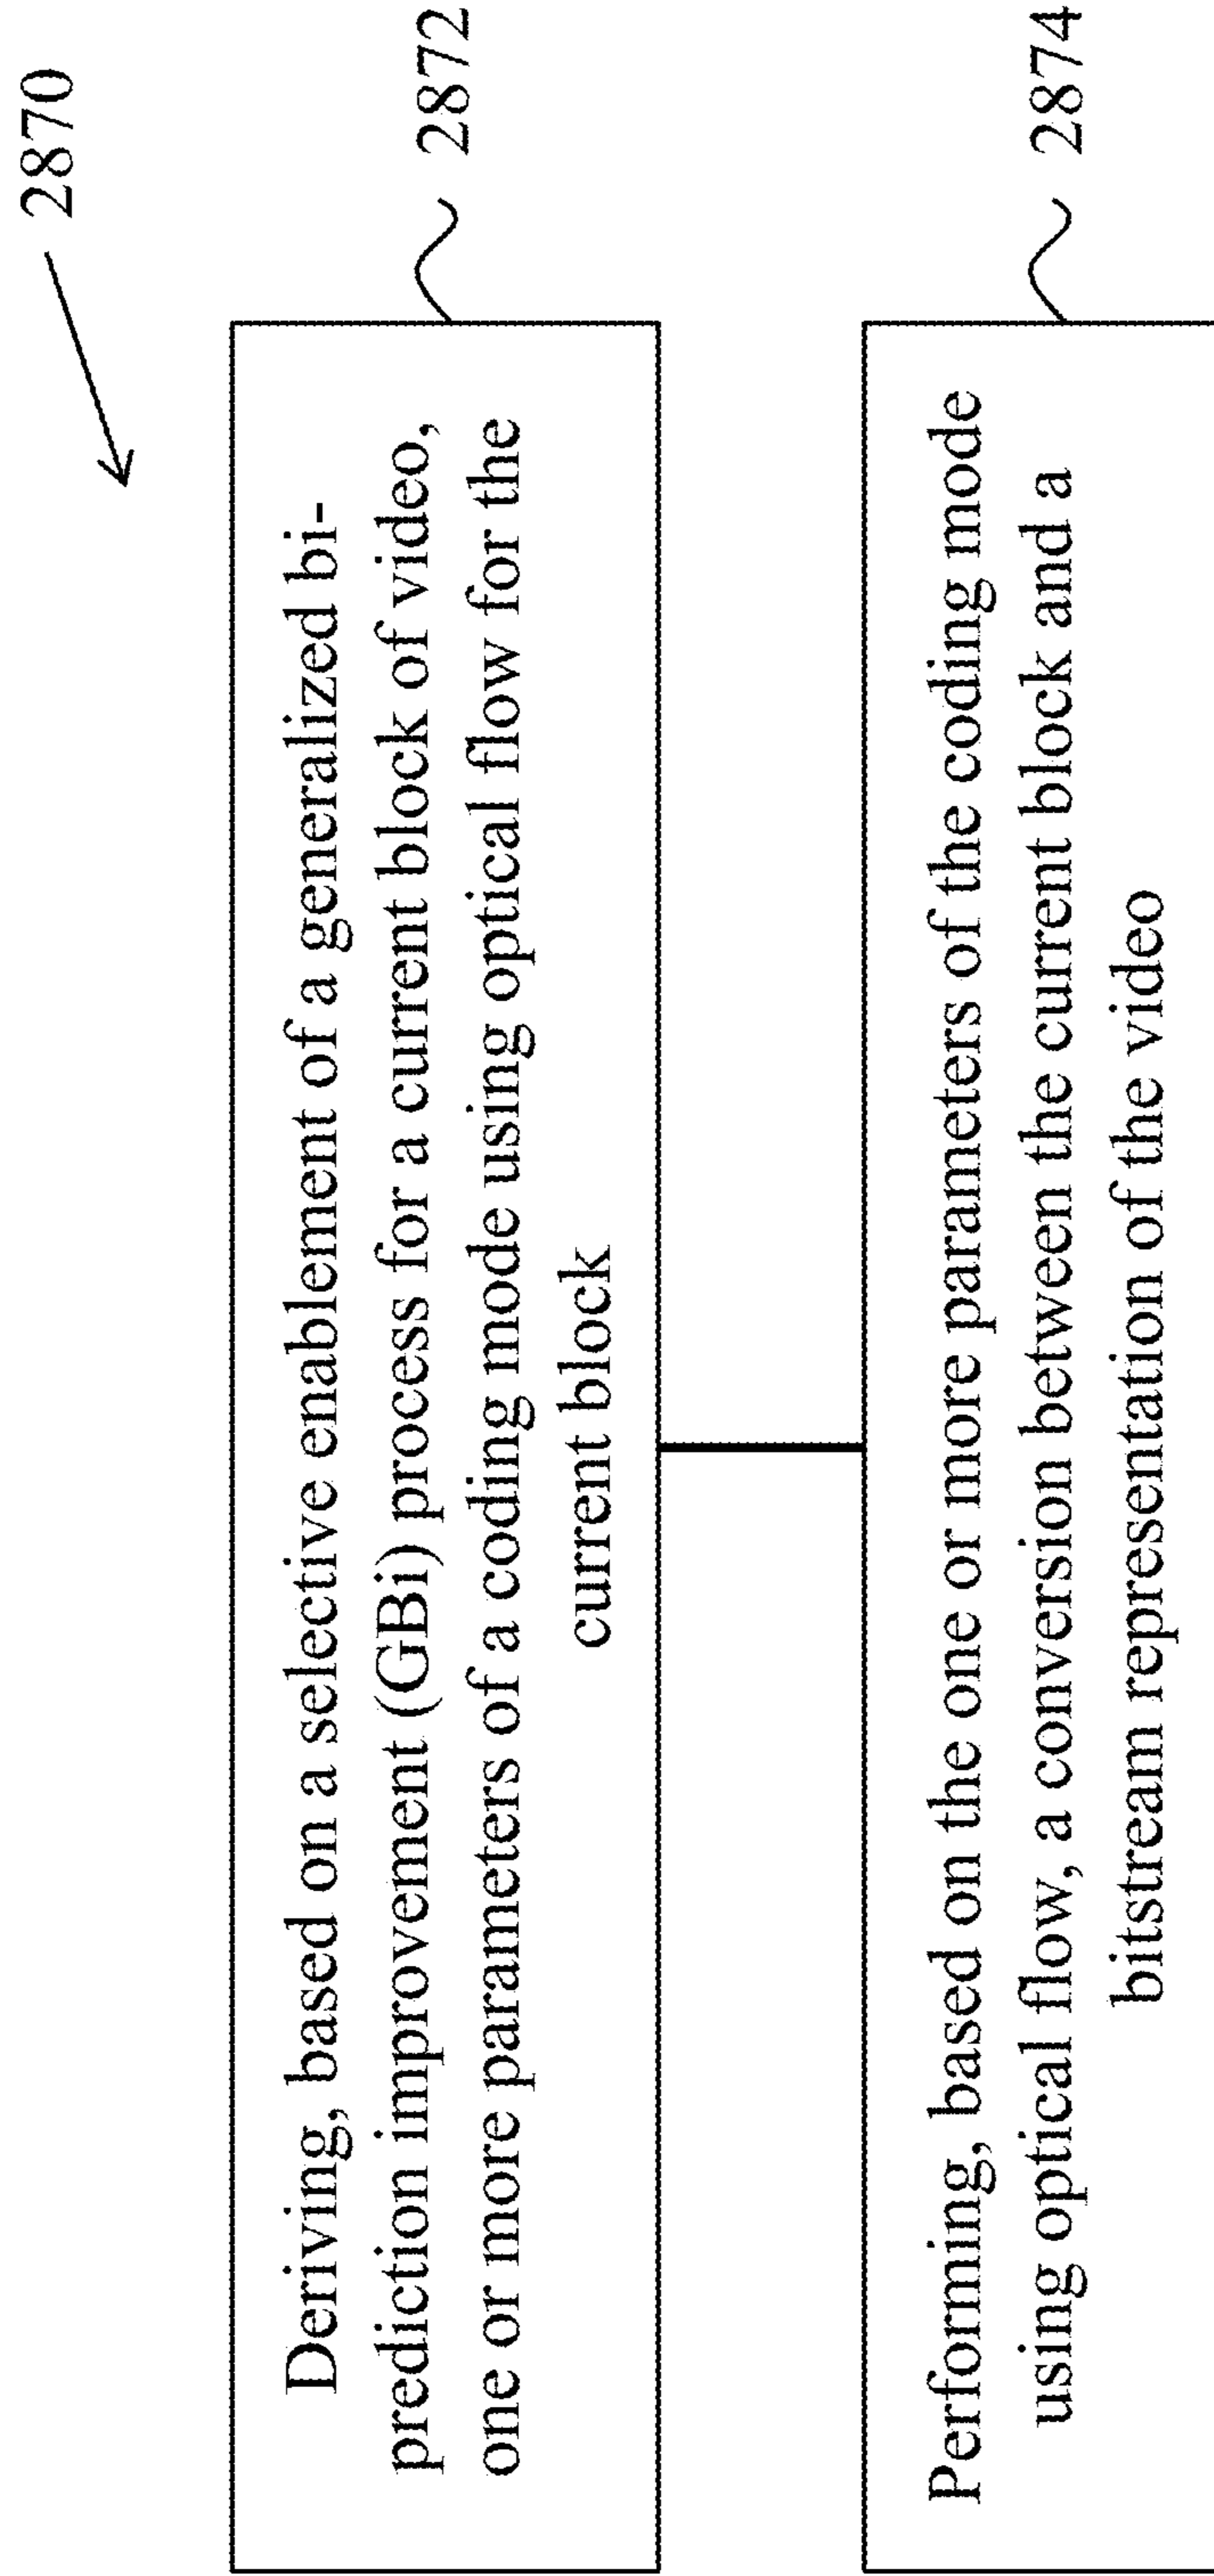 2870
Deriving, based on a selective enablement of a generalized bi-
prediction improvement (GBi) process for a current block of video,
one or more parameters of a coding mode using optical flow for the
current block
2872
Performing, based on the one or more parameters of the coding mode
using optical flow, a conversion between the current block and a
bitstream representation of the video
2874